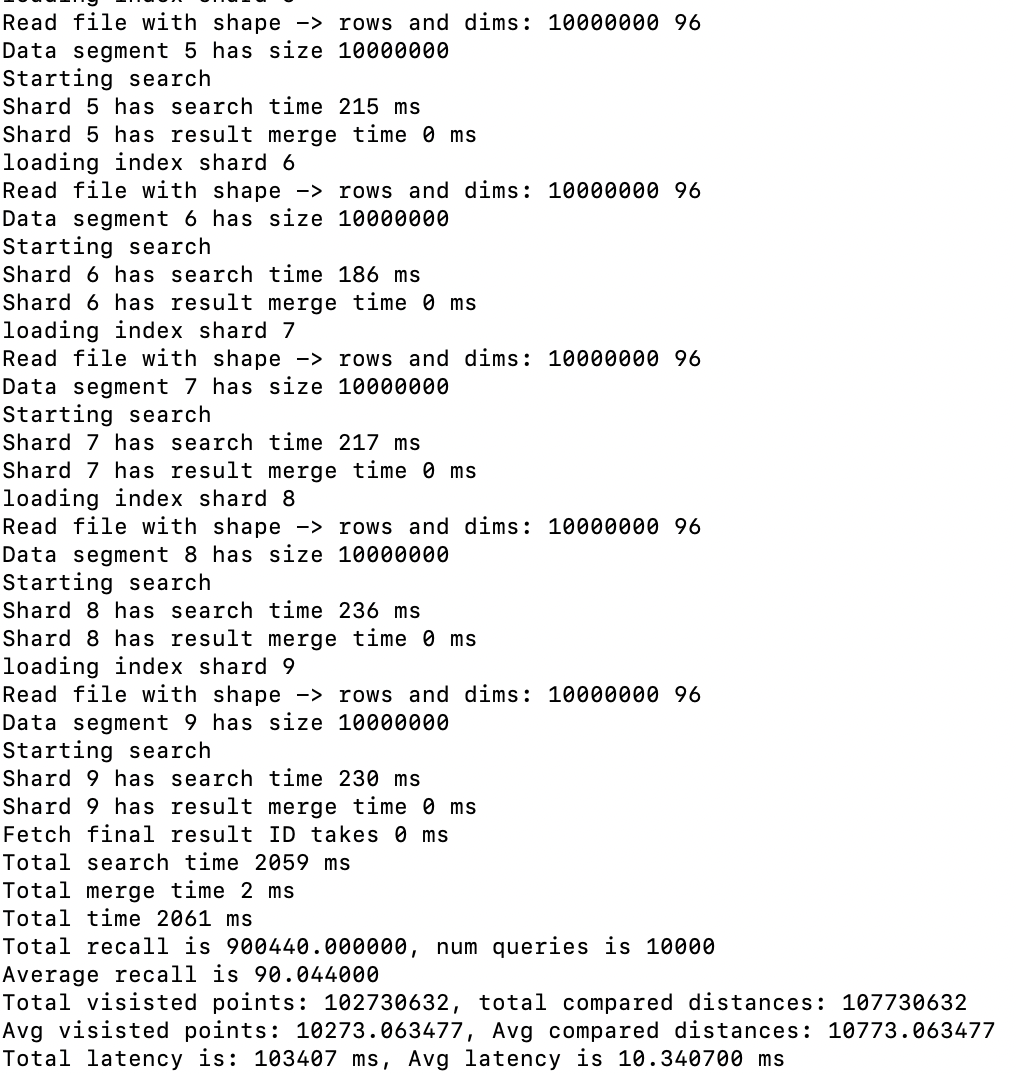 loading index shard 5
Read file with shape -> rows and dims: 10000000 96
Data segment 5 has size 10000000
Starting search
Shard 5 has search time 215 ms
Shard 5 has result merge time 0 ms
loading index shard 6
Read file with shape -> rows and dims: 10000000 96
Data segment 6 has size 10000000
Starting search
Shard 6 has search time 186 ms
Shard 6 has result merge time 0 ms
loading index shard 7
Read file with shape -> rows and dims: 10000000 96
Data segment 7 has size 10000000
Starting search
Shard 7 has search time 217 ms
Shard 7 has result merge time 0 ms
loading index shard 8
Read file with shape -> rows and dims: 10000000 96
Data segment 8 has size 10000000
Starting search
Shard 8 has search time 236 ms
Shard 8 has result merge time 0 ms
loading index shard 9
Read file with shape -> rows and dims: 10000000 96
Data segment 9 has size 10000000
Starting search
Shard 9 has search time 230 ms
Shard 9 has result merge time 0 ms
Fetch final result ID takes 0 ms
Total search time 2059 ms
Total merge time 2 ms
Total time 2061 ms
Total recall is 900440.000000, num queries is 10000
Average recall is 90.044000
Total visisted points: 102730632, total compared distances: 107730632
Avg visisted points: 10273.063477, Avg compared distances: 10773.063477
Total latency is: 103407 ms, Avg latency is 10.340700 ms